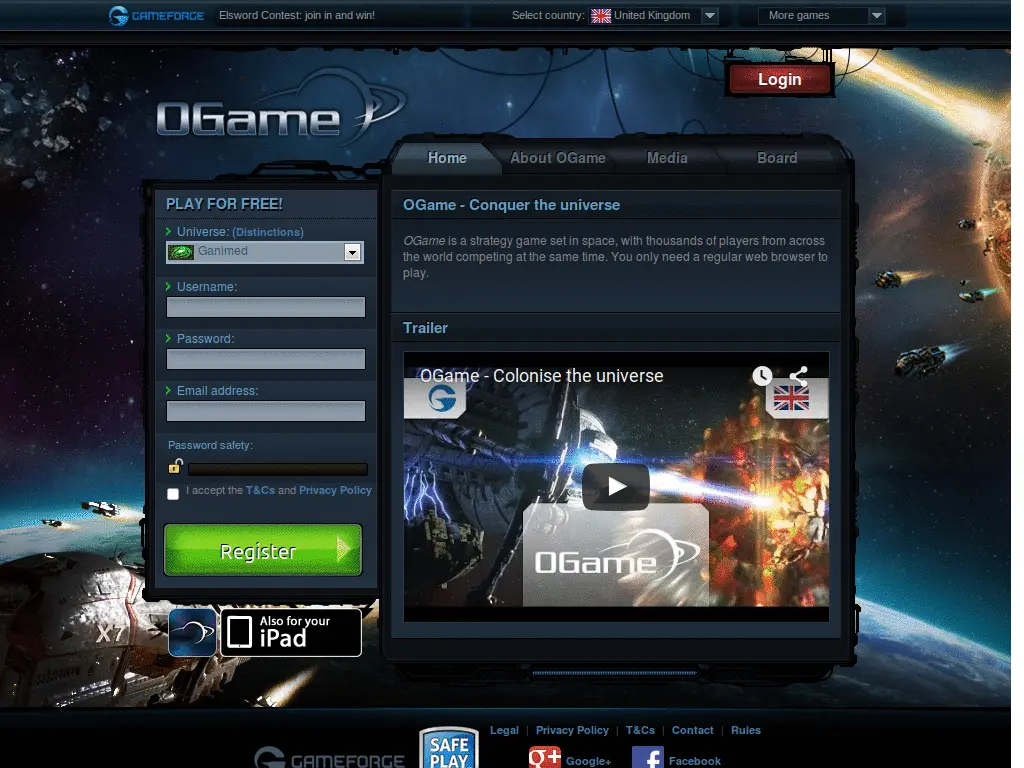 GAMEFORGE
Elsword Contest: join in and win!
Select country:
United Kingdom
More games
Login
OGame
Home
About OGame
Media
Board
PLAY FOR FREE!
Universe: (Distinctions)
Ganimed
Username:
Password:
Email address:
Password safety:
I accept the T&Cs and Privacy Policy
Register
Also for your
iPad
X7
OGame - Conquer the universe
OGame is a strategy game set in space, with thousands of players from across
the world competing at the same time. You only need a regular web browser to
play.
Trailer
OGame - Colonise the universe
OGame
Legal | Privacy Policy | T&Cs | Contact | Rules
GAMEFORGE
SAFE
PLAY
g+ Google+
f Facebook